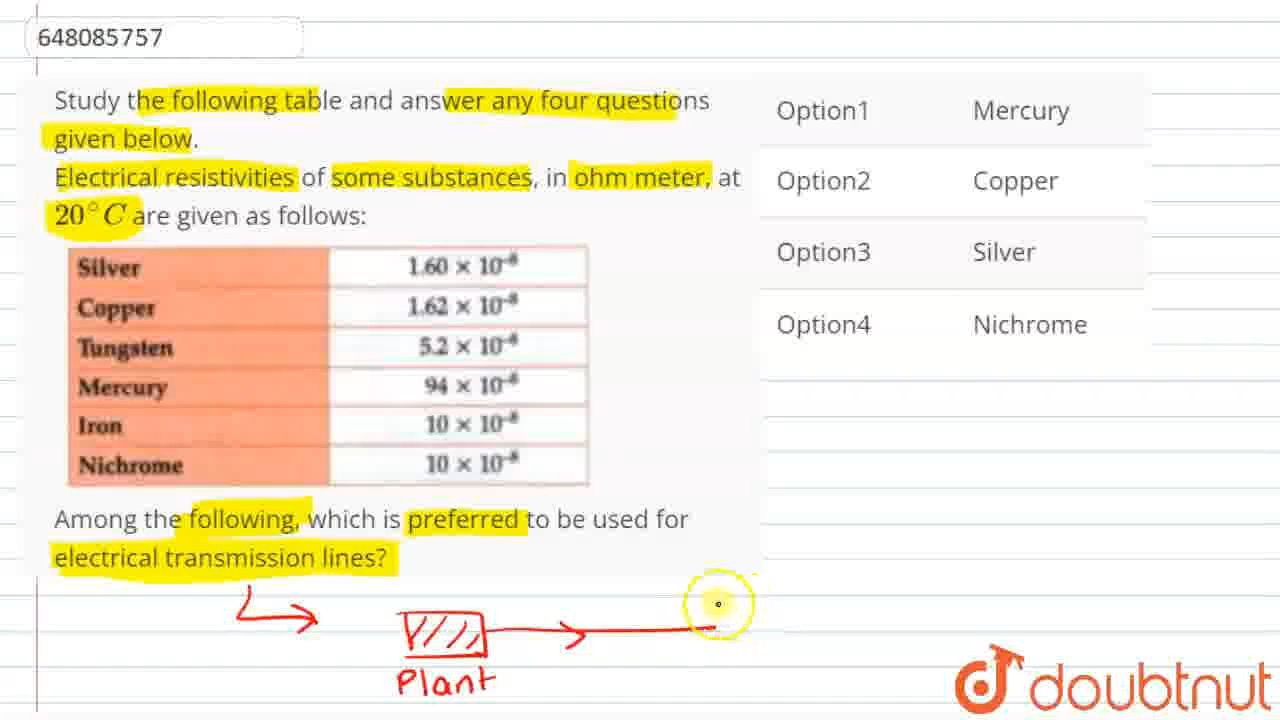 648085757
Study the following table and answer any four questions
given below.
Electrical resistivities of some substances, in ohm meter, at
20°C are given as follows:
Silver 1.60 × 10⁻⁸
Copper 1.62 × 10⁻⁸
Tungsten 5.2 × 10⁻⁸
Mercury 94 × 10⁻⁸
Iron 10 × 10⁻⁸
Nichrome 10 × 10⁻⁸
Among the following, which is preferred to be used for
electrical transmission lines?
Option1 Mercury
Option2 Copper
Option3 Silver
Option4 Nichrome
Plant
doubtnut